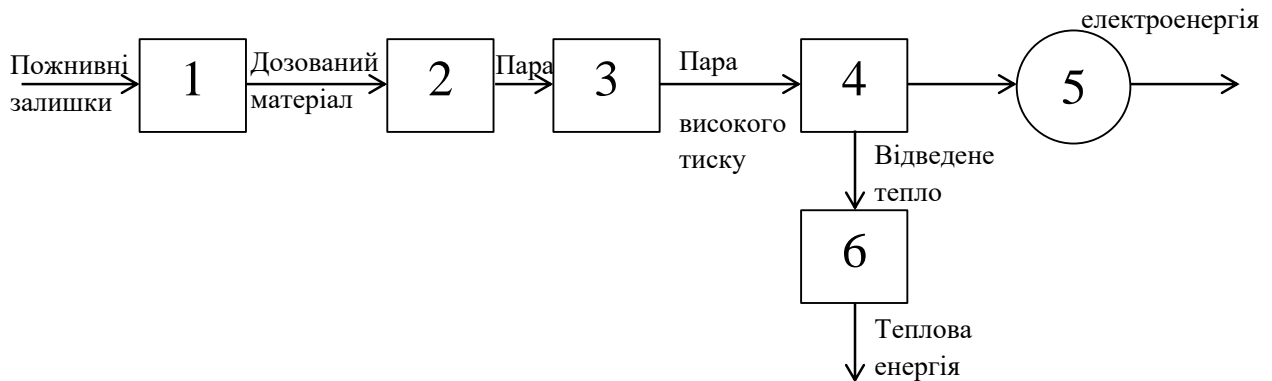 електроенергія
Пожнивні
залишки
1
Дозований
матеріал
2
Пара
3
Пара
високого
тиску
4
5
Відведене
тепло
6
Теплова
енергія